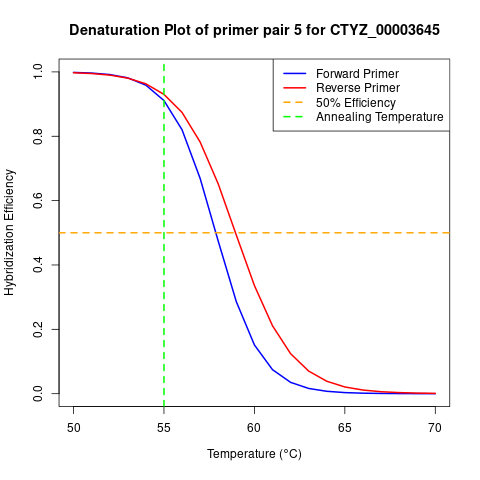 Denaturation Plot of primer pair 5 for CTYZ_00003645
Forward Primer
Reverse Primer
50% Efficiency
Annealing Temperature
Hybridization Efficiency
1.0
0.8
0.6
0.4
0.2
0.0
50 55 60 65 70
Temperature (°C)